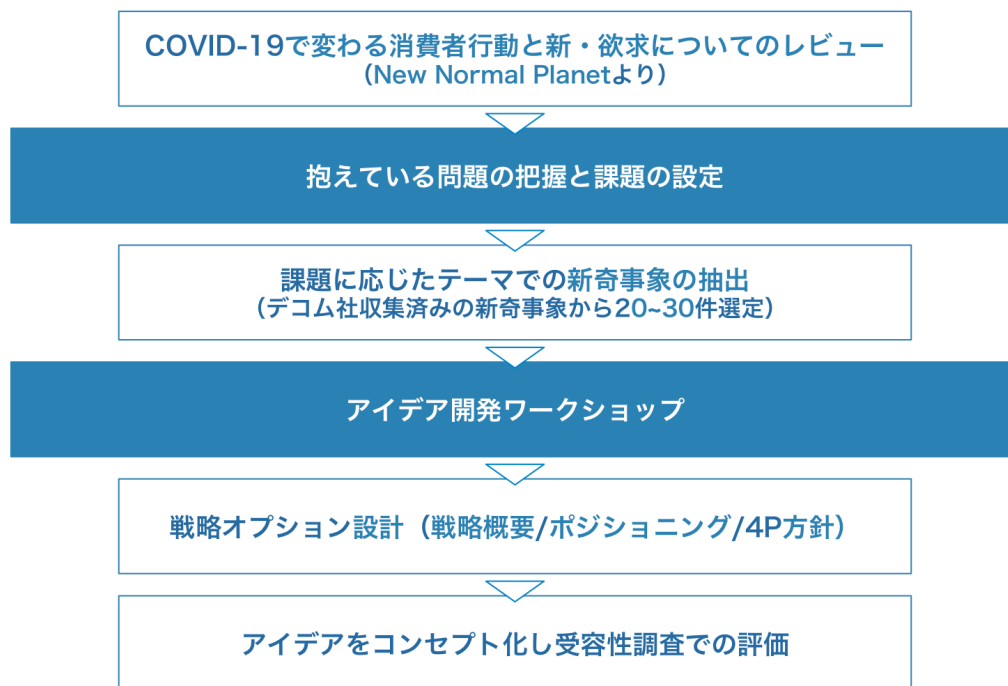 COVID-19で変わる消費者行動と新・欲求についてのレビュー
（New Normal Planetより）
抱えている問題の把握と課題の設定
課題に応じたテーマでの新奇事象の抽出
（デコム社収集済みの新奇事象から20~30件選定）
アイデア開発ワークショップ
戦略オプション設計（戦略概要/ポジショニング/4P方針）
アイデアをコンセプト化し受容性調査での評価